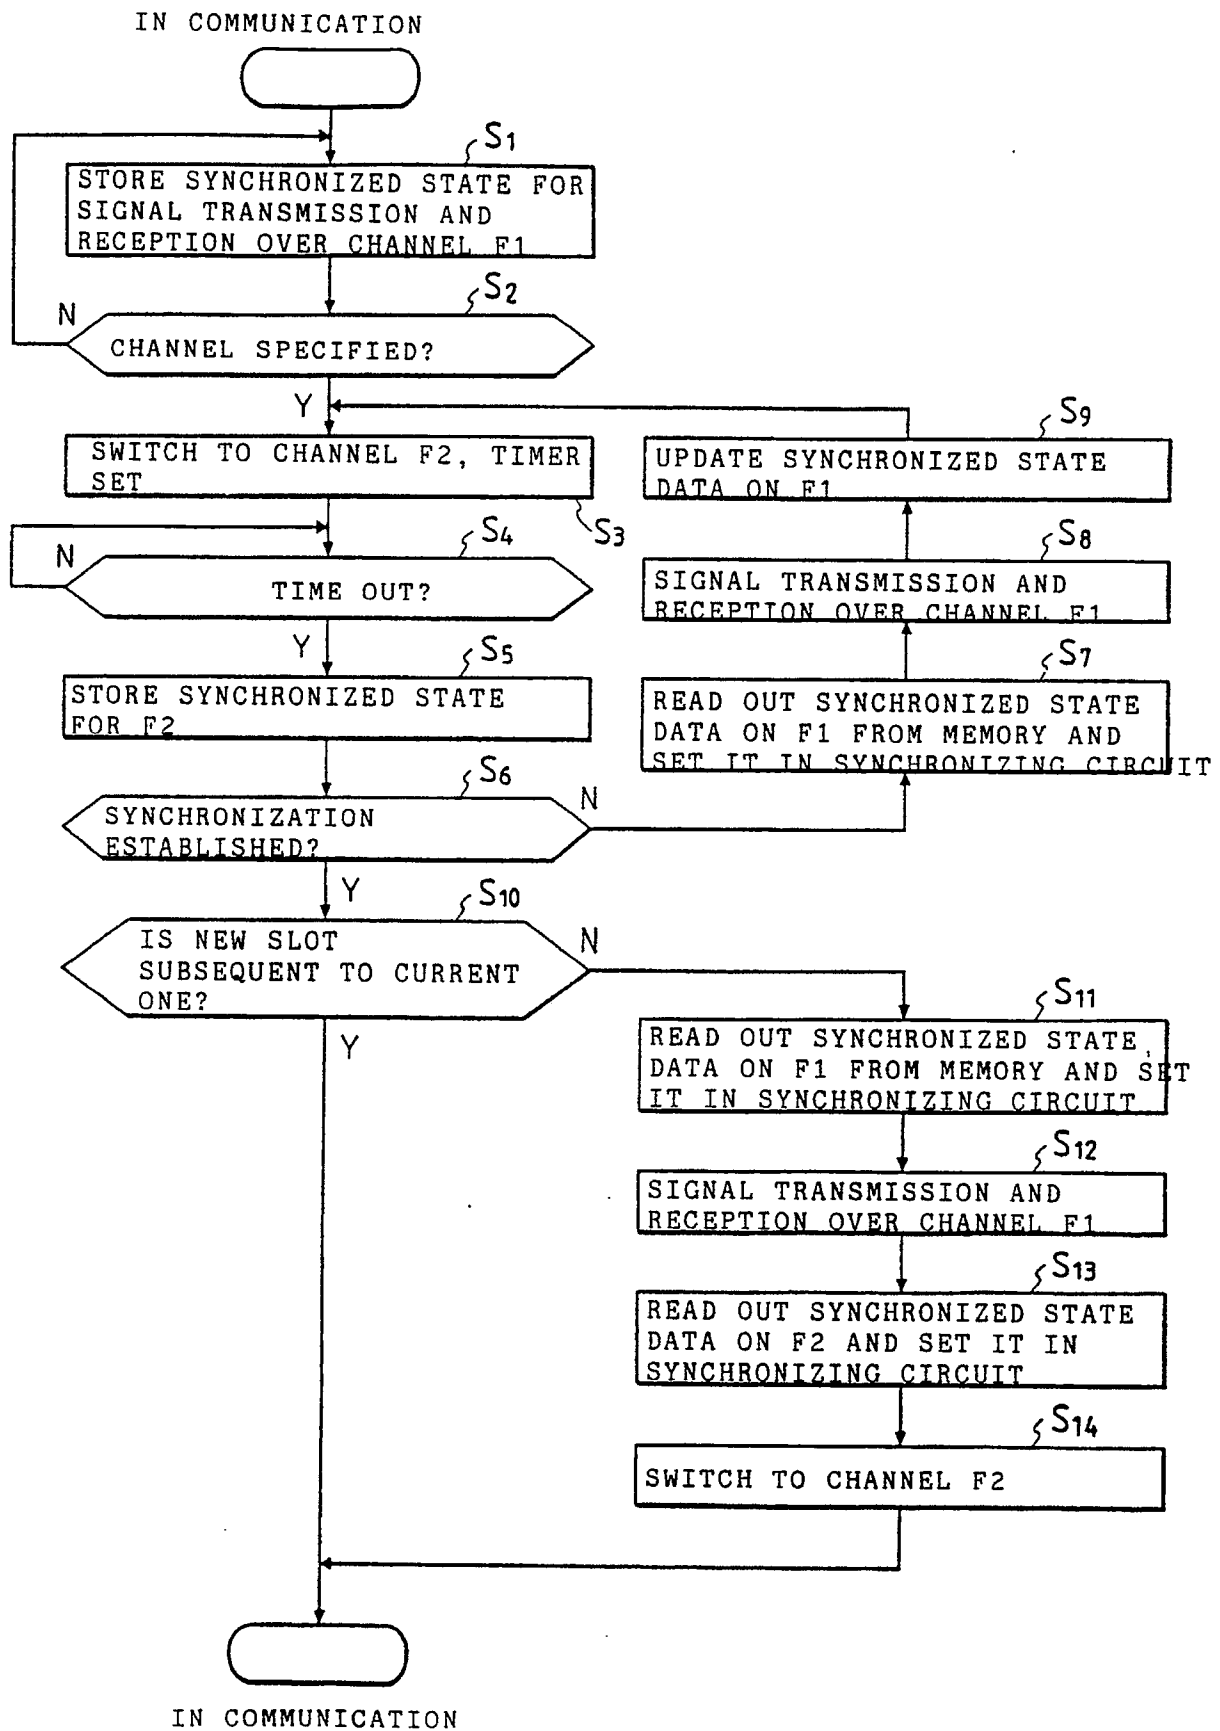 IN COMMUNICATION
S1
STORE SYNCHRONIZED STATE FOR
SIGNAL TRANSMISSION AND
RECEPTION OVER CHANNEL F1
S2
N
CHANNEL SPECIFIED?
Y
SWITCH TO CHANNEL F2, TIMER
SET
S3
S4
N
TIME OUT?
Y
S5
STORE SYNCHRONIZED STATE
FOR F2
S6
SYNCHRONIZATION
ESTABLISHED?
N
Y
S9
UPDATE SYNCHRONIZED STATE
DATA ON F1
S8
SIGNAL TRANSMISSION AND
RECEPTION OVER CHANNEL F1
S7
READ OUT SYNCHRONIZED STATE
DATA ON F1 FROM MEMORY AND
SET IT IN SYNCHRONIZING CIRCUIT
S10
IS NEW SLOT
SUBSEQUENT TO CURRENT
ONE?
N
Y
S11
READ OUT SYNCHRONIZED STATE
DATA ON F1 FROM MEMORY AND SET
IT IN SYNCHRONIZING CIRCUIT
S12
SIGNAL TRANSMISSION AND
RECEPTION OVER CHANNEL F1
S13
READ OUT SYNCHRONIZED STATE
DATA ON F2 AND SET IT IN
SYNCHRONIZING CIRCUIT
S14
SWITCH TO CHANNEL F2
IN COMMUNICATION